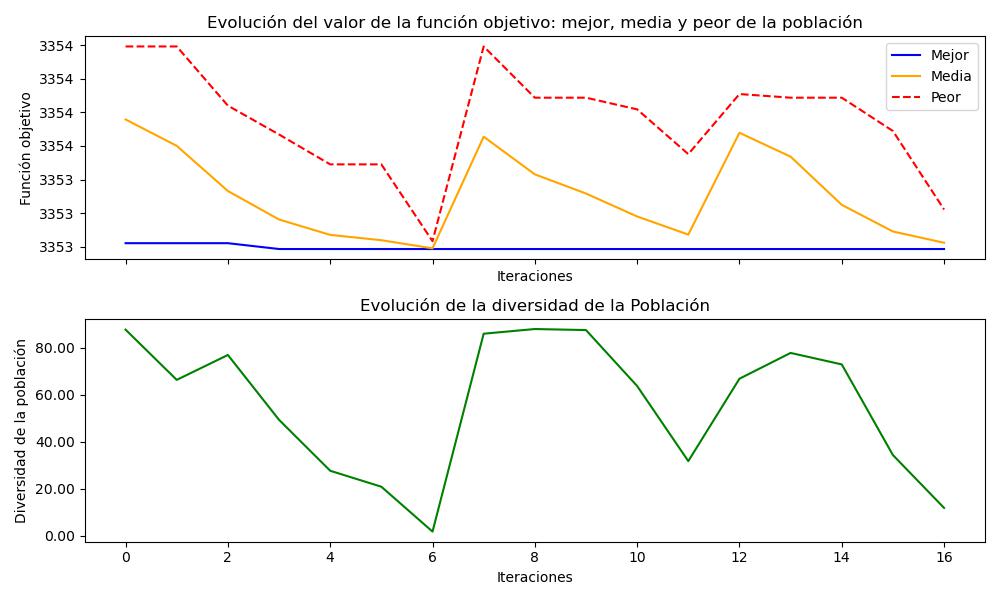 Evolución del valor de la función objetivo: mejor, media y peor de la población
Función objetivo
3354
3354
3354
3354
3353
3353
3353
Mejor
Media
Peor
Iteraciones
Evolución de la diversidad de la Población
Diversidad de la población
80.00
60.00
40.00
20.00
0.00
0 2 4 6 8 10 12 14 16
Iteraciones